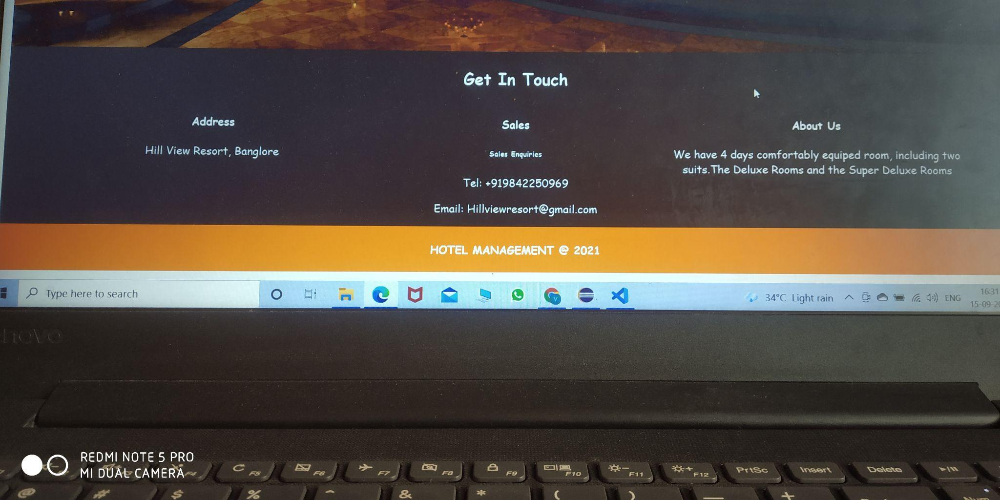 Get In Touch
Address
Sales
About Us
Hill View Resort, Banglore
Sales Enquiries
We have 4 days comfortably equiped room, including two
suits.The Deluxe Rooms and the Super Deluxe Rooms
Tel: +919842250969
Email: Hillviewresort@gmail.com
HOTEL MANAGEMENT @ 2021
Type here to search
V
34°C Light rain
ENG
16:31
15-09-20
REDMI NOTE 5 PRO
MI DUAL CAMERA
F4
F5
F6
F7
F8
F9
F10
F11
F12
PrtSc
Insert
Delete
@ # $ % ^ & * ( ) — +